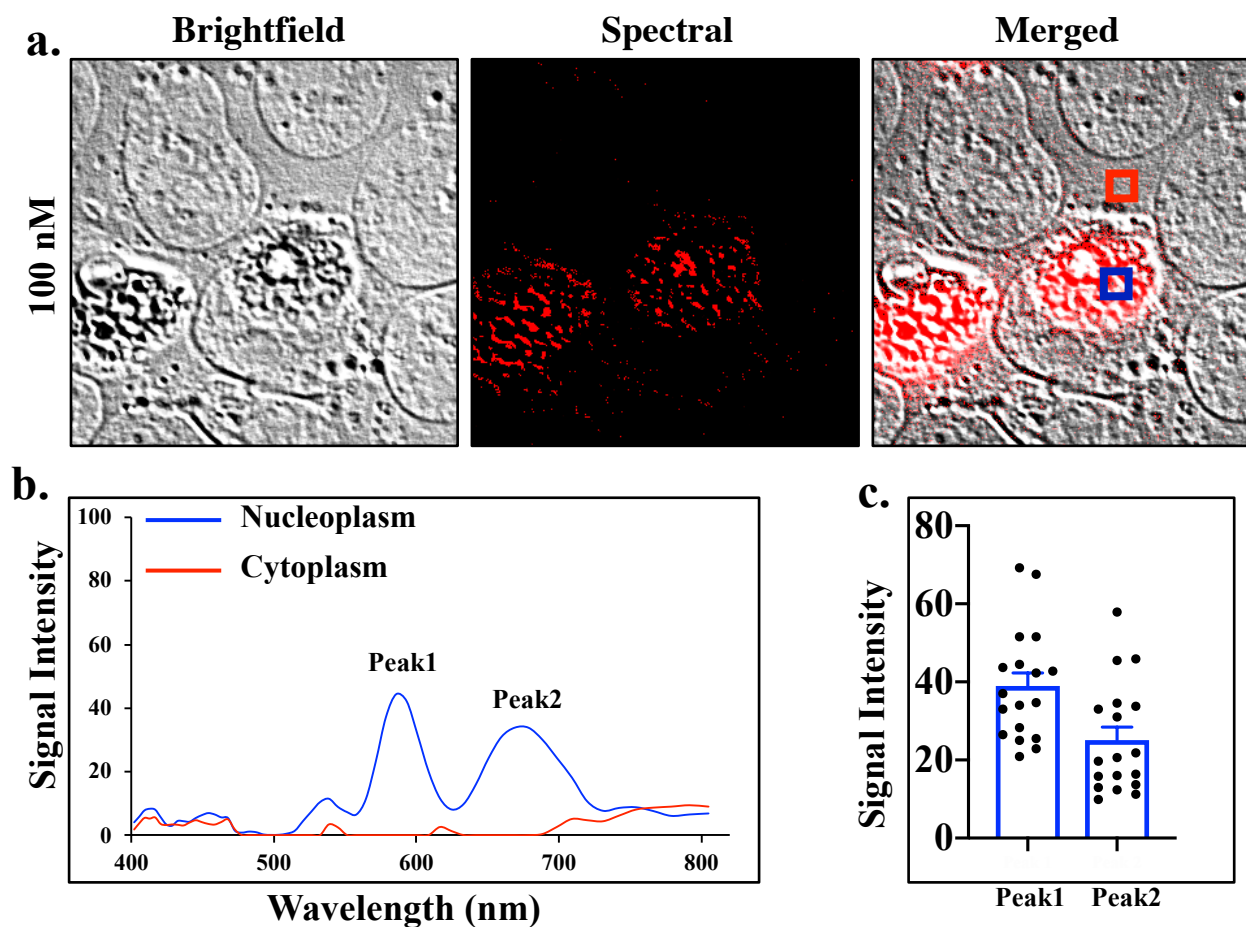 a.
Brightfield
Spectral
Merged
100 nM
b.
Signal Intensity
100
80
60
40
20
0
Nucleoplasm
Cytoplasm
Peak1
Peak2
400
500
600
700
800
Wavelength (nm)
c.
Signal Intensity
80
60
40
20
0
Peak1
Peak2